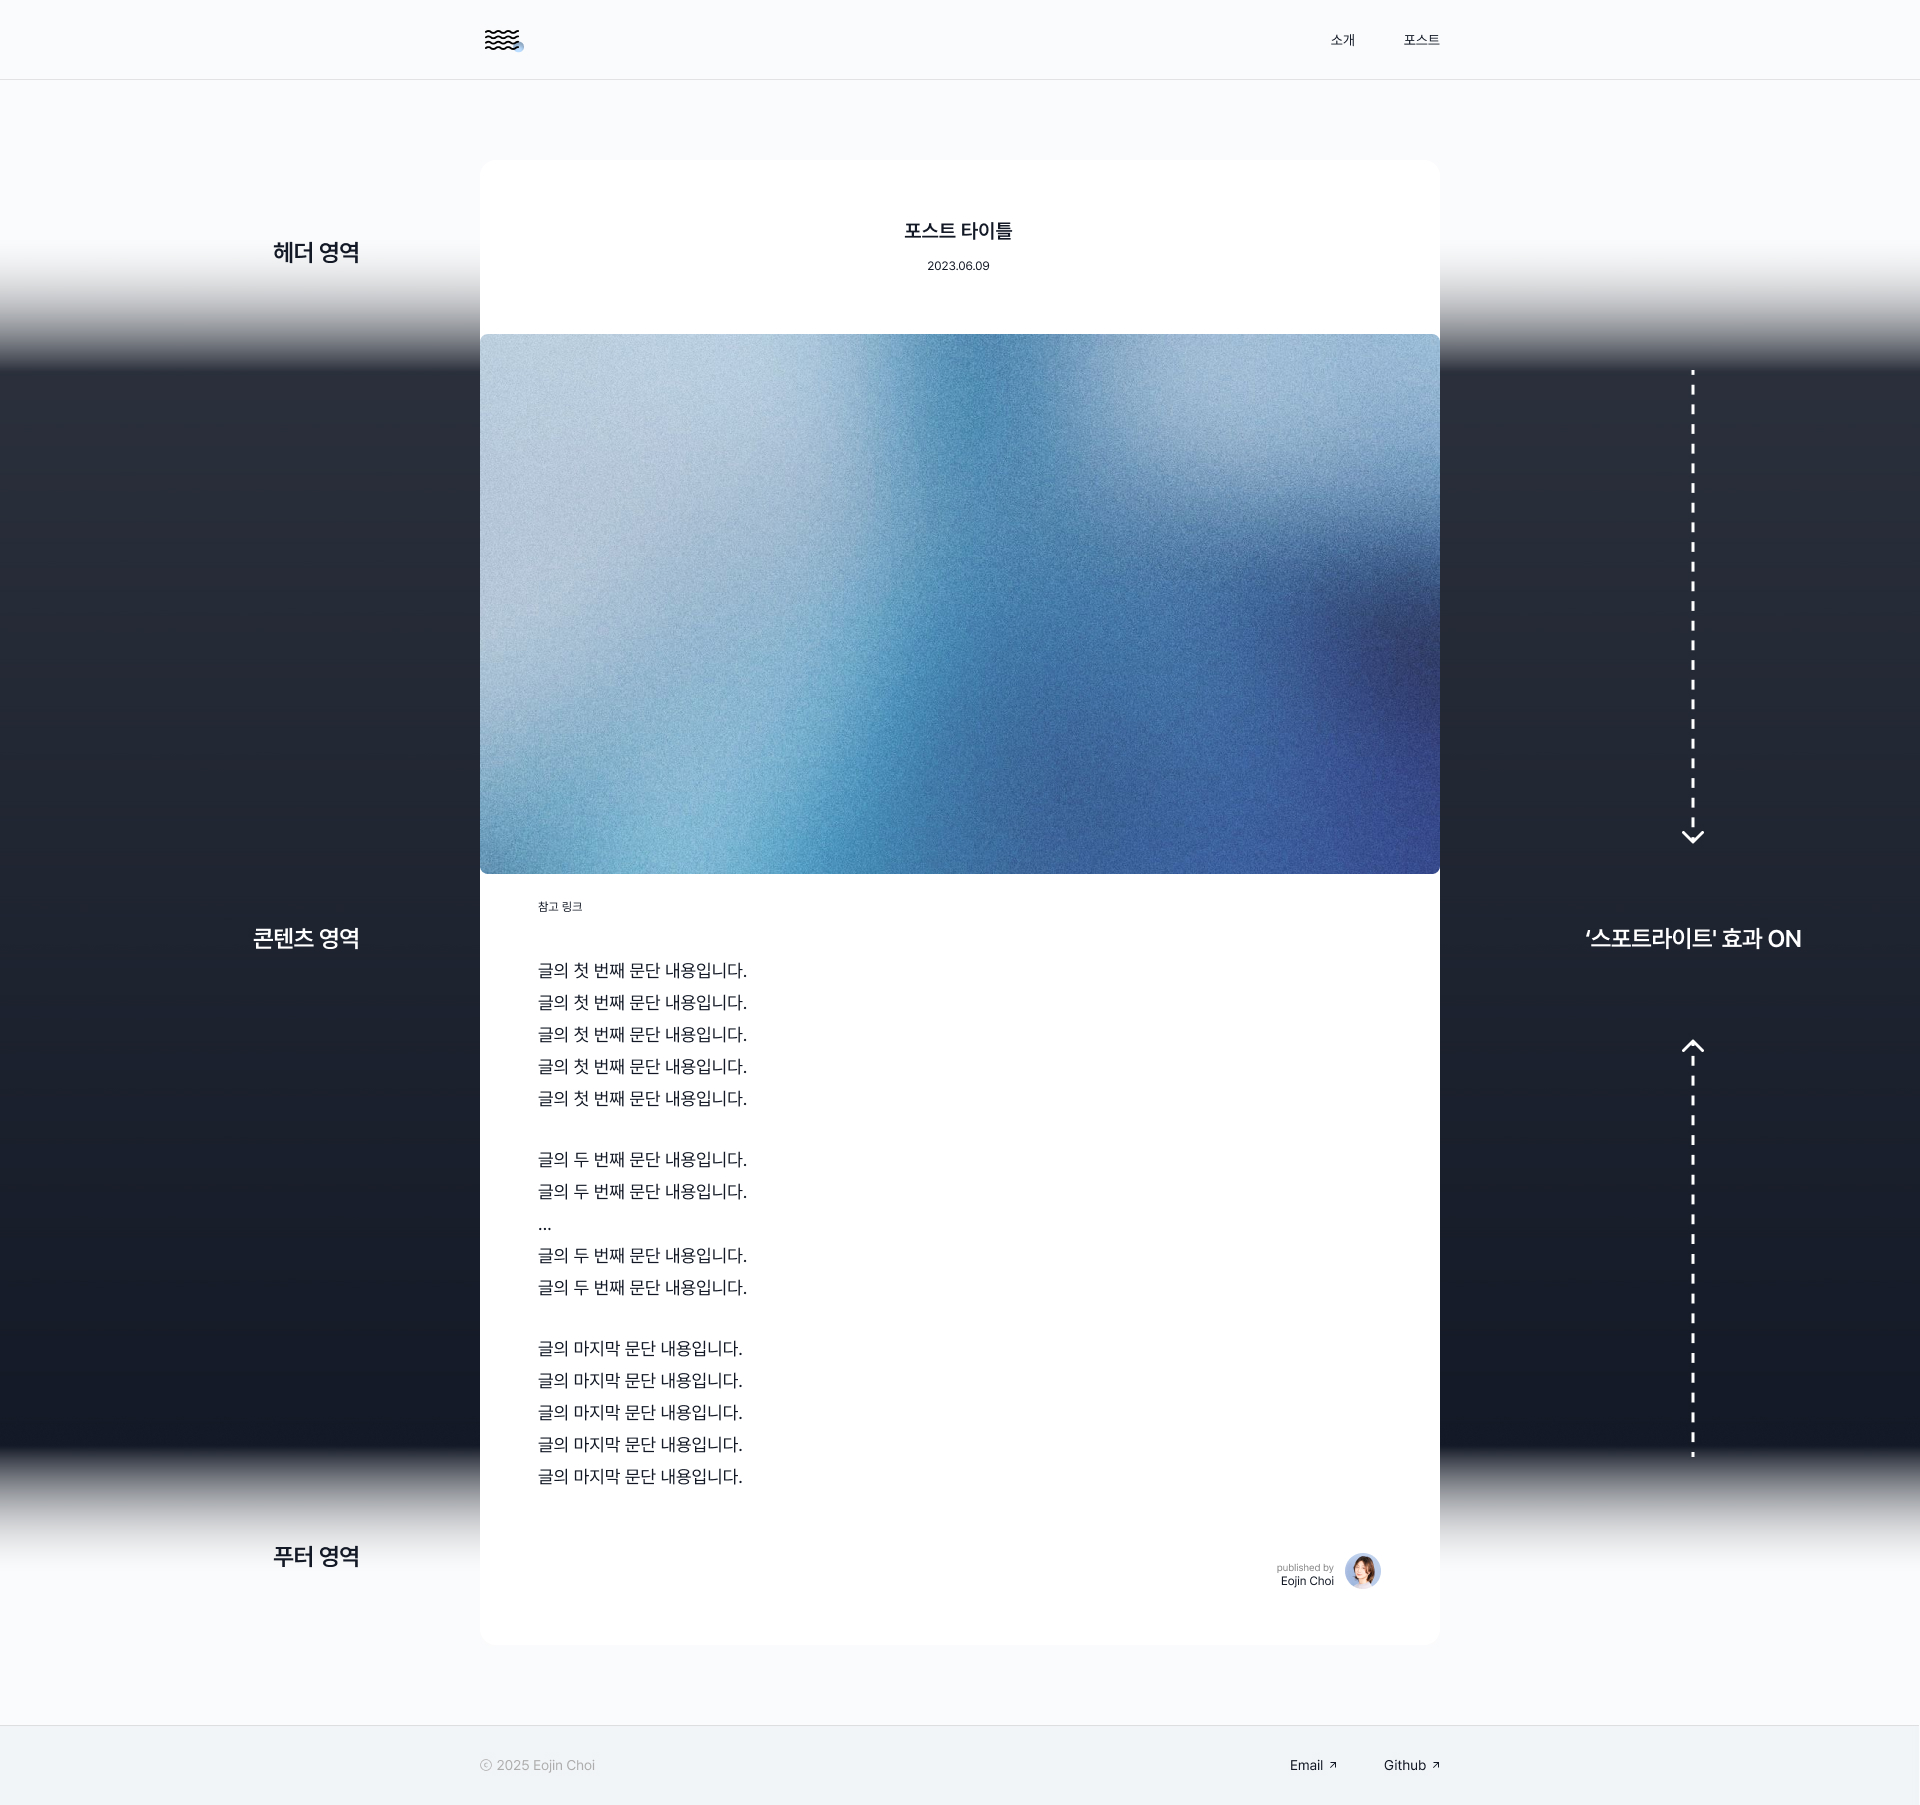 소개
포스트
헤더 영역
포스트 타이틀
2023.06.09
참고 링크
콘텐츠 영역
‘스포트라이트' 효과 ON
글의 첫 번째 문단 내용입니다.
글의 첫 번째 문단 내용입니다.
글의 첫 번째 문단 내용입니다.
글의 첫 번째 문단 내용입니다.
글의 첫 번째 문단 내용입니다.
글의 두 번째 문단 내용입니다.
글의 두 번째 문단 내용입니다.
...
글의 두 번째 문단 내용입니다.
글의 두 번째 문단 내용입니다.
글의 마지막 문단 내용입니다.
글의 마지막 문단 내용입니다.
글의 마지막 문단 내용입니다.
글의 마지막 문단 내용입니다.
글의 마지막 문단 내용입니다.
푸터 영역
published by
Eojin Choi
ⓒ 2025 Eojin Choi
Email ↗
Github ↗